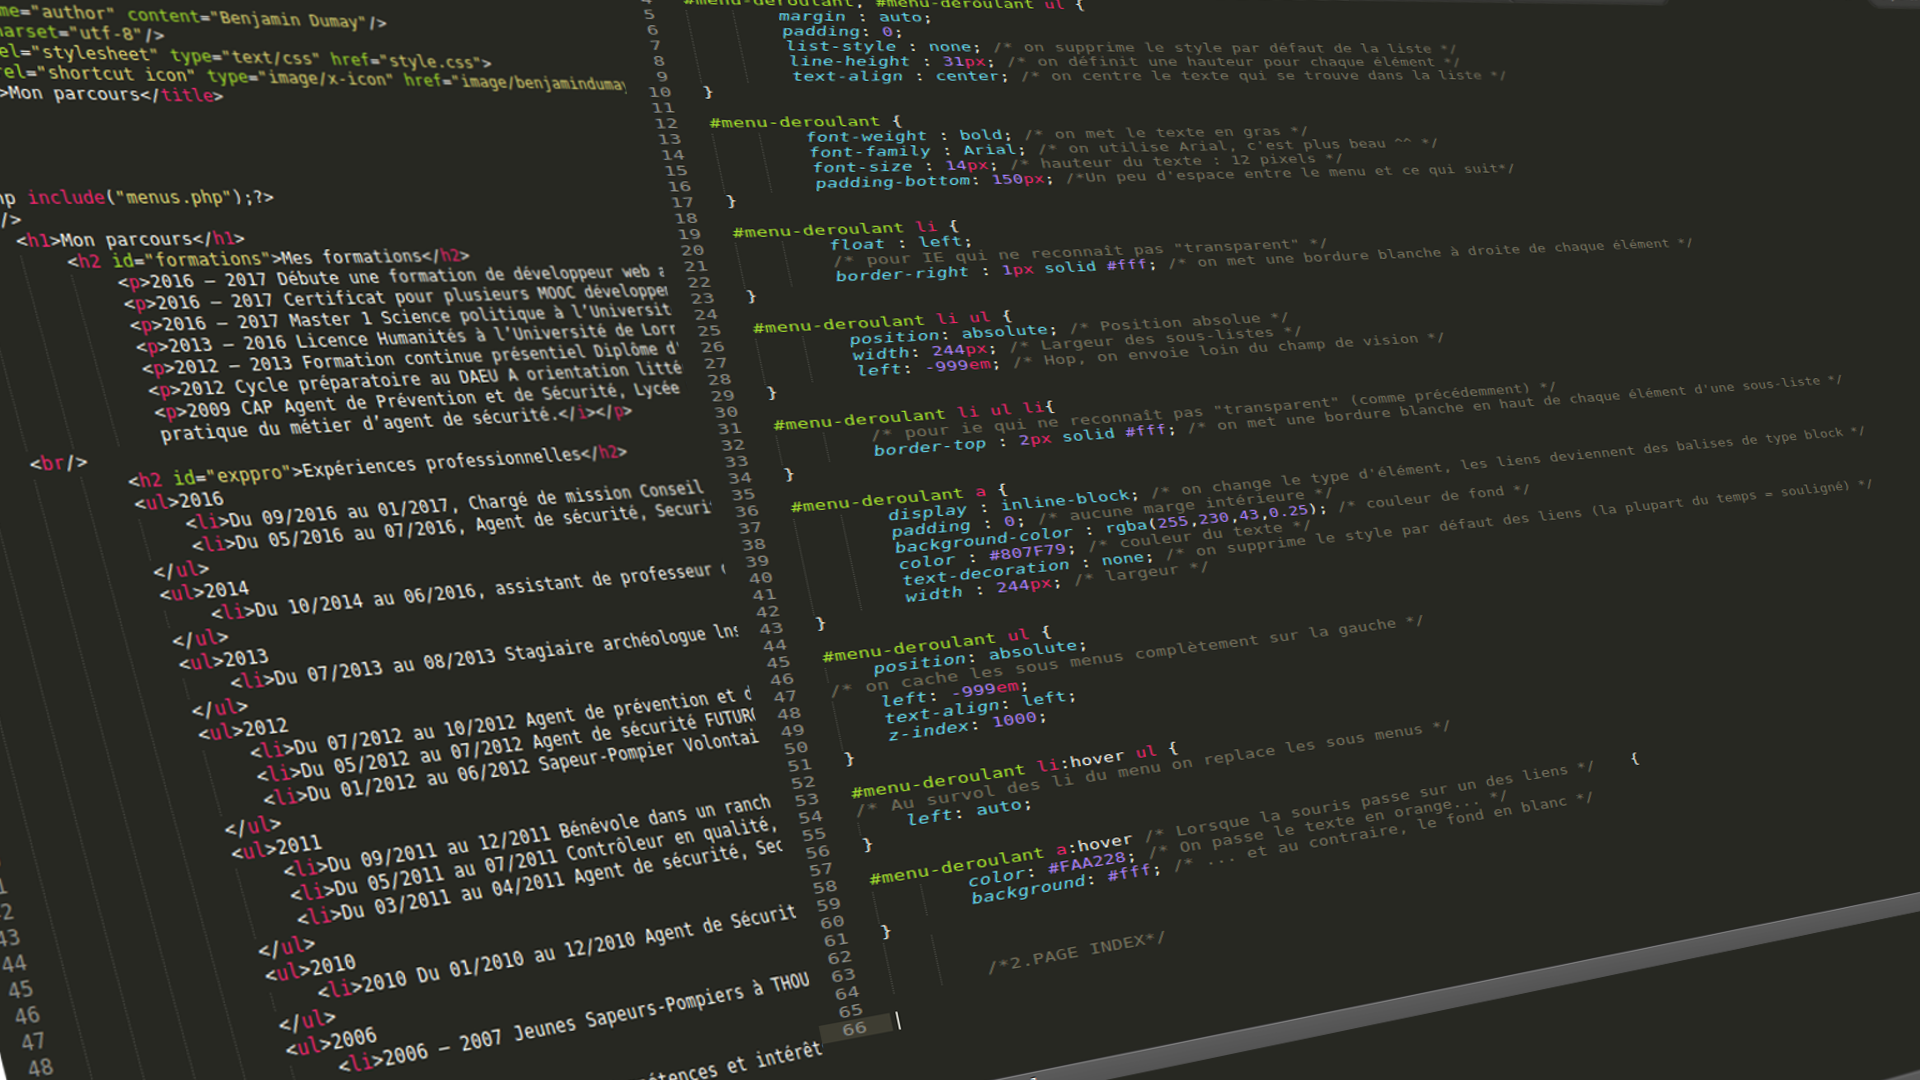 me="author" content="Benjamin Dumay"/>
harset="utf-8"/>
el="stylesheet" type="text/css" href="style.css">
rel="shortcut icon" type="image/x-icon" href="image/benjamindumay
>Mon parcours</title>
hp include("menus.php");?>
/>
<h1>Mon parcours</h1>
<h2 id="formations">Mes formations</h2>
<p>2016 – 2017 Débute une formation de développeur web
<p>2016 – 2017 Certificat pour plusieurs MOOC développe
<p>2016 – 2017 Master 1 Science politique à l’Universit
<p>2013 – 2016 Licence Humanités à l’Université de Lorr
<p>2012 – 2013 Formation continue présentiel Diplôme d'
<p>2012 Cycle préparatoire au DAEU A orientation litté
<p>2009 CAP Agent de Prévention et de Sécurité, Lycée
pratique du métier d’agent de sécurité.</i></p>
<br/>
<h2 id="exppro">Expériences professionnelles</h2>
<ul>2016
<li>Du 09/2016 au 01/2017, Chargé de mission Conseil
<li>Du 05/2016 au 07/2016, Agent de sécurité, Securi
</ul>
<ul>2014
<li>Du 10/2014 au 06/2016, assistant de professeur
</ul>
<ul>2013
<li>Du 07/2013 au 08/2013 Stagiaire archéologue
</ul>
<ul>2012
<li>Du 07/2012 au 10/2012 Agent de prévention et
<li>Du 05/2012 au 07/2012 Agent de sécurité FUTURO
<li>Du 01/2012 au 06/2012 Sapeur-Pompier Volontai
</ul>
<ul>2011
<li>Du 09/2011 au 12/2011 Bénévole dans un ranch
<li>Du 05/2011 au 07/2011 Contrôleur en qualité,
<li>Du 03/2011 au 04/2011 Agent de sécurité, Sec
</ul>
<ul>2010
<li>2010 Du 01/2010 au 12/2010 Agent de Sécurit
</ul>
<ul>2006
<li>2006 – 2007 Jeunes Sapeurs-Pompiers à THOU
étences et intérêt
43
44
45
46
47
48
#menu-deroulant, #menu-deroulant ul {
5 margin : auto;
6 padding: 0;
7 list-style : none; /* on supprime le style par défaut de la liste */
8 line-height : 31px; /* on définit une hauteur pour chaque élément */
9 text-align : center; /* on centre le texte qui se trouve dans la liste */
10 }
11
12 #menu-deroulant {
13 font-weight : bold; /* on met le texte en gras */
14 font-family : Arial; /* on utilise Arial, c'est plus beau ^^ */
15 font-size : 14px; /* hauteur du texte : 12 pixels */
16 padding-bottom: 150px; /*Un peu d'espace entre le menu et ce qui suit*/
17 }
18
19 #menu-deroulant li {
20 float : left;
21 /* pour IE qui ne reconnaît pas "transparent" */
22 border-right : 1px solid #fff; /* on met une bordure blanche à droite de chaque élément */
23 }
24
25 #menu-deroulant li ul {
26 position: absolute; /* Position absolue */
27 width: 244px; /* Largeur des sous-listes */
28 left: -999em; /* Hop, on envoie loin du champ de vision */
29 }
30
31 #menu-deroulant li ul li{
32 /* pour ie qui ne reconnaît pas "transparent" (comme précédemment) */
33 border-top : 2px solid #fff; /* on met une bordure blanche en haut de chaque élément d'une sous-liste */
34 }
35
36 #menu-deroulant a {
37 display : inline-block; /* on change le type d'élément, les liens deviennent des balises de type block */
38 padding : 0; /* aucune marge intérieure */
39 background-color : rgba(255,230,43,0.25); /* couleur de fond */
40 color : #807F79; /* couleur du texte */
41 text-decoration : none; /* on supprime le style par défaut des liens (la plupart du temps = souligné) */
42 width : 244px; /* largeur */
43 }
44
45 #menu-deroulant ul {
46 position: absolute;
47 /* on cache les sous menus complètement sur la gauche */
48 left: -999em;
49 text-align: left;
50 z-index: 1000;
51 }
52
53 #menu-deroulant li:hover ul {
54 /* Au survol des li du menu on replace les sous menus */
55 left: auto;
56 }
57
58 #menu-deroulant a:hover /* Lorsque la souris passe sur un des liens */ {
59 color: #FAA228; /* On passe le texte en orange... */
60 background: #fff; /* ... et au contraire, le fond en blanc */
61 }
62
63 /*2.PAGE INDEX*/
64
65
66